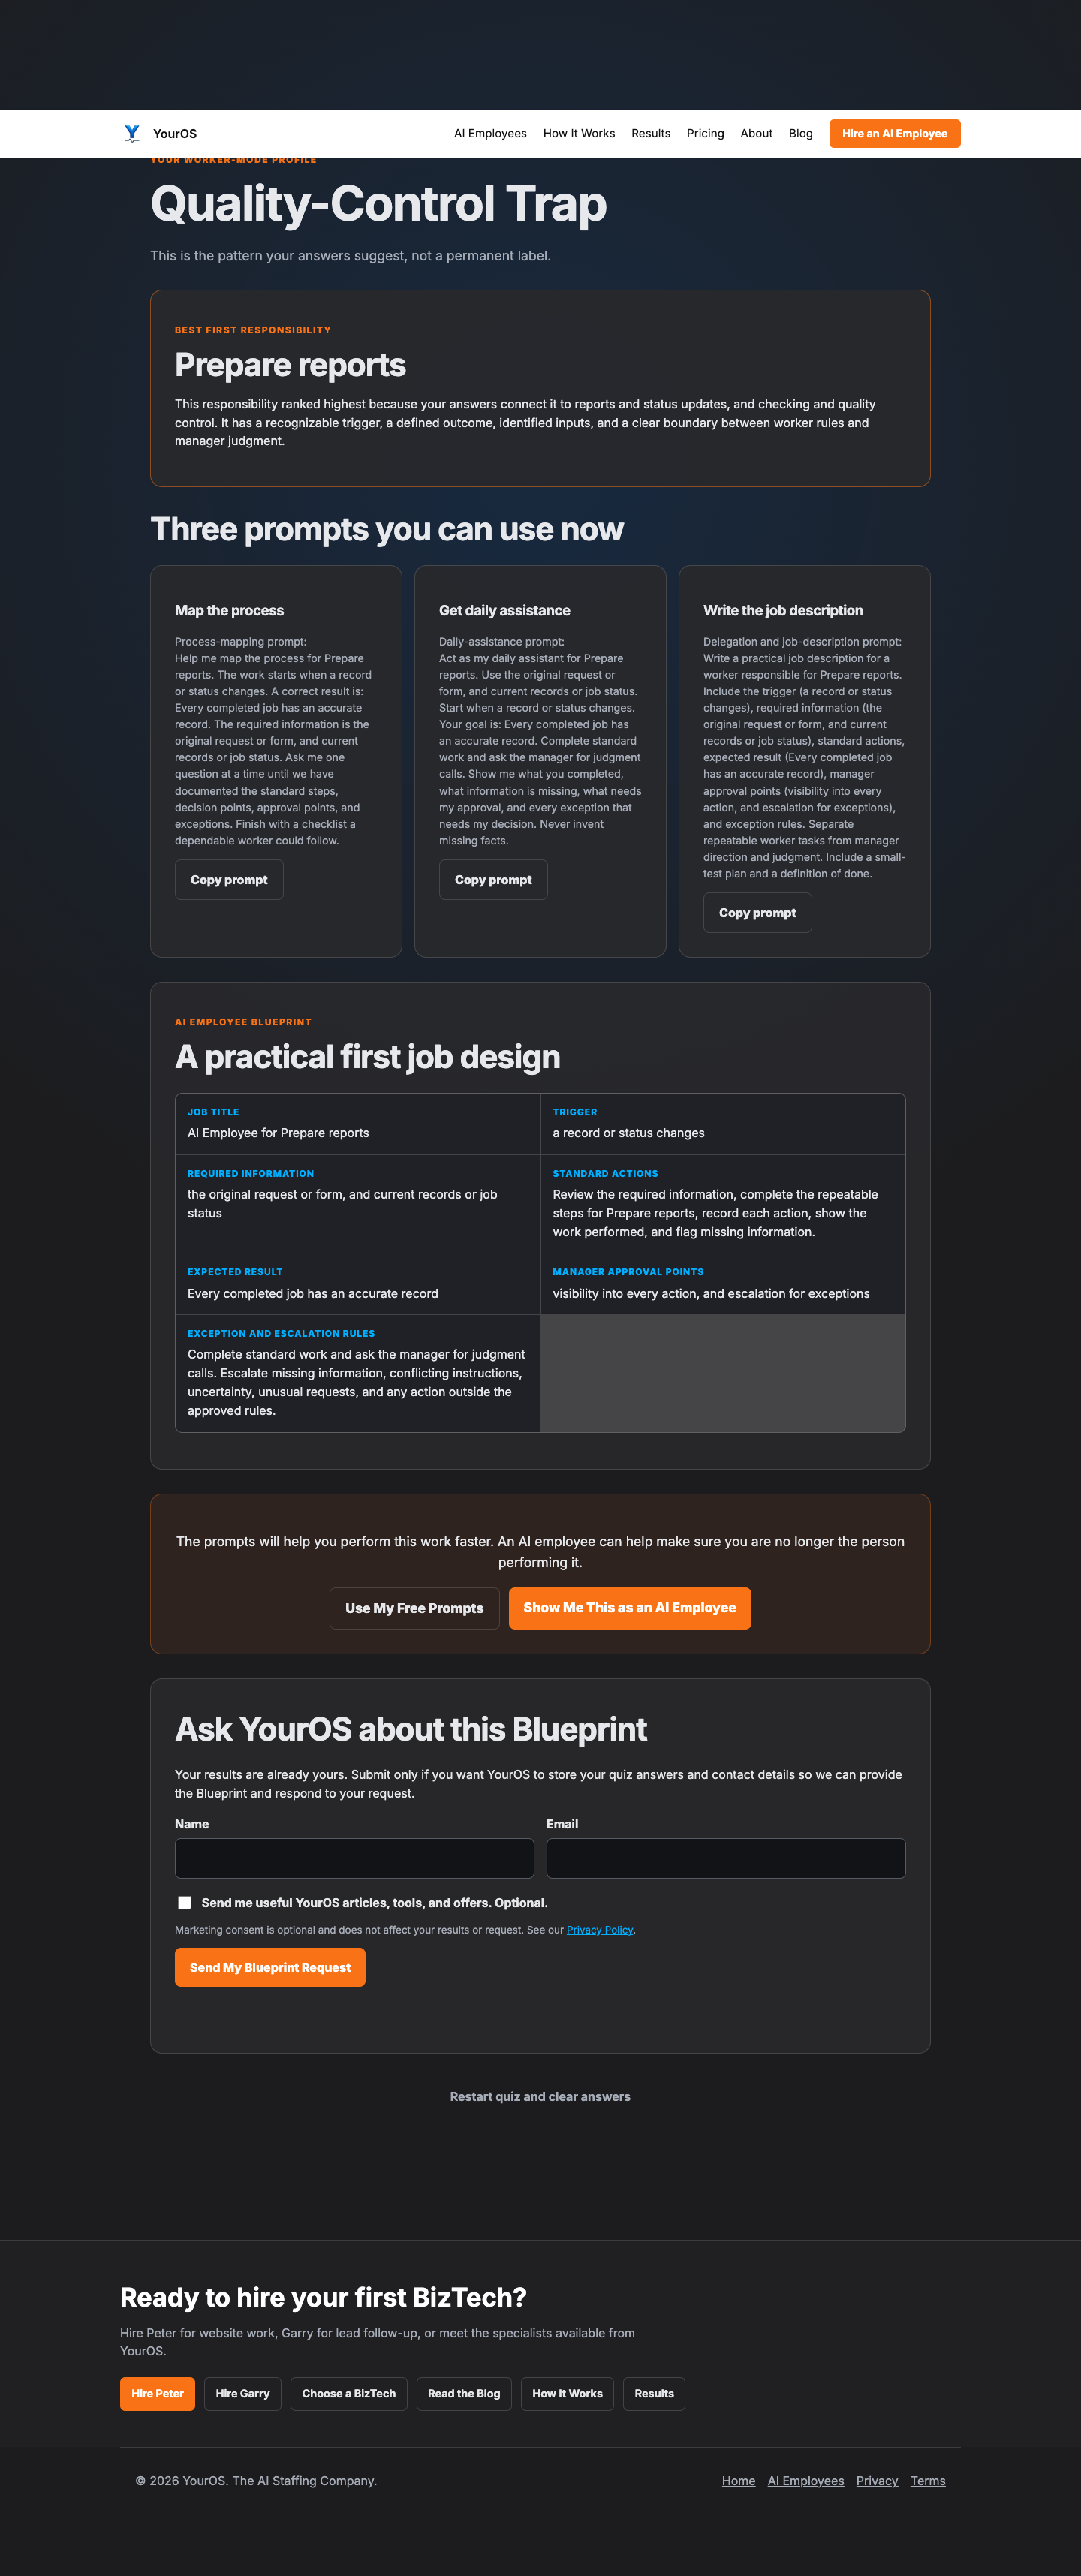 YourOS
AI Employees How It Works Results Pricing About Blog Hire an AI Employee
YOUR WORKER-MODE PROFILE
Quality-Control Trap
This is the pattern your answers suggest, not a permanent label.
BEST FIRST RESPONSIBILITY
Prepare reports
This responsibility ranked highest because your answers connect it to reports and status updates, and checking and quality
control. It has a recognizable trigger, a defined outcome, identified inputs, and a clear boundary between worker rules and
manager judgment.
Three prompts you can use now
Map the process
Process-mapping prompt:
Help me map the process for Prepare
reports. The work starts when a record
or status changes. A correct result is:
Every completed job has an accurate
record. The required information is the
original request or form, and current
records or job status. Ask me one
question at a time until we have
documented the standard steps,
decision points, approval points, and
exceptions. Finish with a checklist a
dependable worker could follow.
Copy prompt
Get daily assistance
Daily-assistance prompt:
Act as my daily assistant for Prepare
reports. Use the original request or
form, and current records or job status.
Start when a record or status changes.
Your goal is: Every completed job has
an accurate record. Complete standard
work and ask the manager for judgment
calls. Show me what you completed,
what information is missing, what needs
my approval, and every exception that
needs my decision. Never invent
missing facts.
Copy prompt
Write the job description
Delegation and job-description prompt:
Write a practical job description for a
worker responsible for Prepare reports.
Include the trigger (a record or status
changes), required information (the
original request or form, and current
records or job status), standard actions,
expected result (Every completed job
has an accurate record), manager
approval points (visibility into every
action, and escalation for exceptions),
and exception rules. Separate
repeatable worker tasks from manager
direction and judgment. Include a small-
test plan and a definition of done.
Copy prompt
AI EMPLOYEE BLUEPRINT
A practical first job design
JOB TITLE
AI Employee for Prepare reports
TRIGGER
a record or status changes
REQUIRED INFORMATION
the original request or form, and current records or job
status
STANDARD ACTIONS
Review the required information, complete the repeatable
steps for Prepare reports, record each action, show the
work performed, and flag missing information.
EXPECTED RESULT
Every completed job has an accurate record
MANAGER APPROVAL POINTS
visibility into every action, and escalation for exceptions
EXCEPTION AND ESCALATION RULES
Complete standard work and ask the manager for judgment
calls. Escalate missing information, conflicting instructions,
uncertainty, unusual requests, and any action outside the
approved rules.
The prompts will help you perform this work faster. An AI employee can help make sure you are no longer the person
performing it.
Use My Free Prompts Show Me This as an AI Employee
Ask YourOS about this Blueprint
Your results are already yours. Submit only if you want YourOS to store your quiz answers and contact details so we can provide
the Blueprint and respond to your request.
Name Email
Send me useful YourOS articles, tools, and offers. Optional.
Marketing consent is optional and does not affect your results or request. See our Privacy Policy.
Send My Blueprint Request
Restart quiz and clear answers
Ready to hire your first BizTech?
Hire Peter for website work, Garry for lead follow-up, or meet the specialists available from
YourOS.
Hire Peter Hire Garry Choose a BizTech Read the Blog How It Works Results
© 2026 YourOS. The AI Staffing Company.
Home AI Employees Privacy Terms